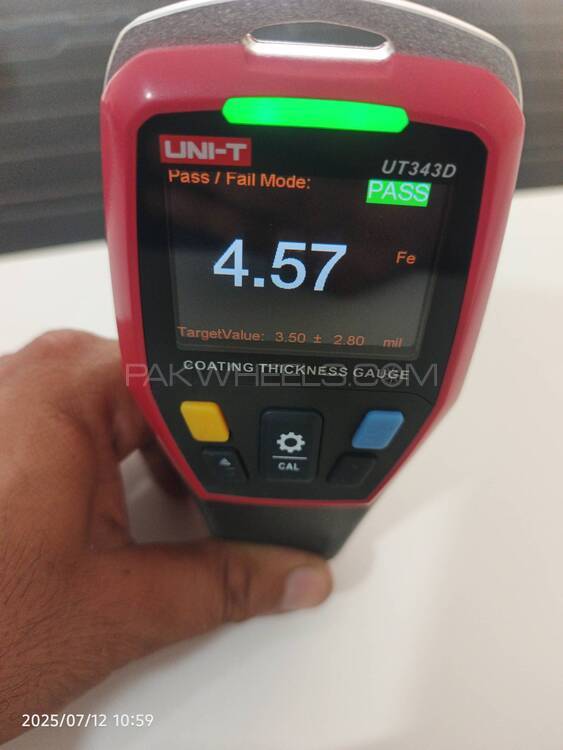 UNI-T
UT343D
Pass / Fail Mode:
PASS
4.57
Fe
TargetValue: 3.50 ± 2.80 mil
COATING THICKNESS GAUGE
PAKWHEELS.COM
CAL
2025/07/12 10:59